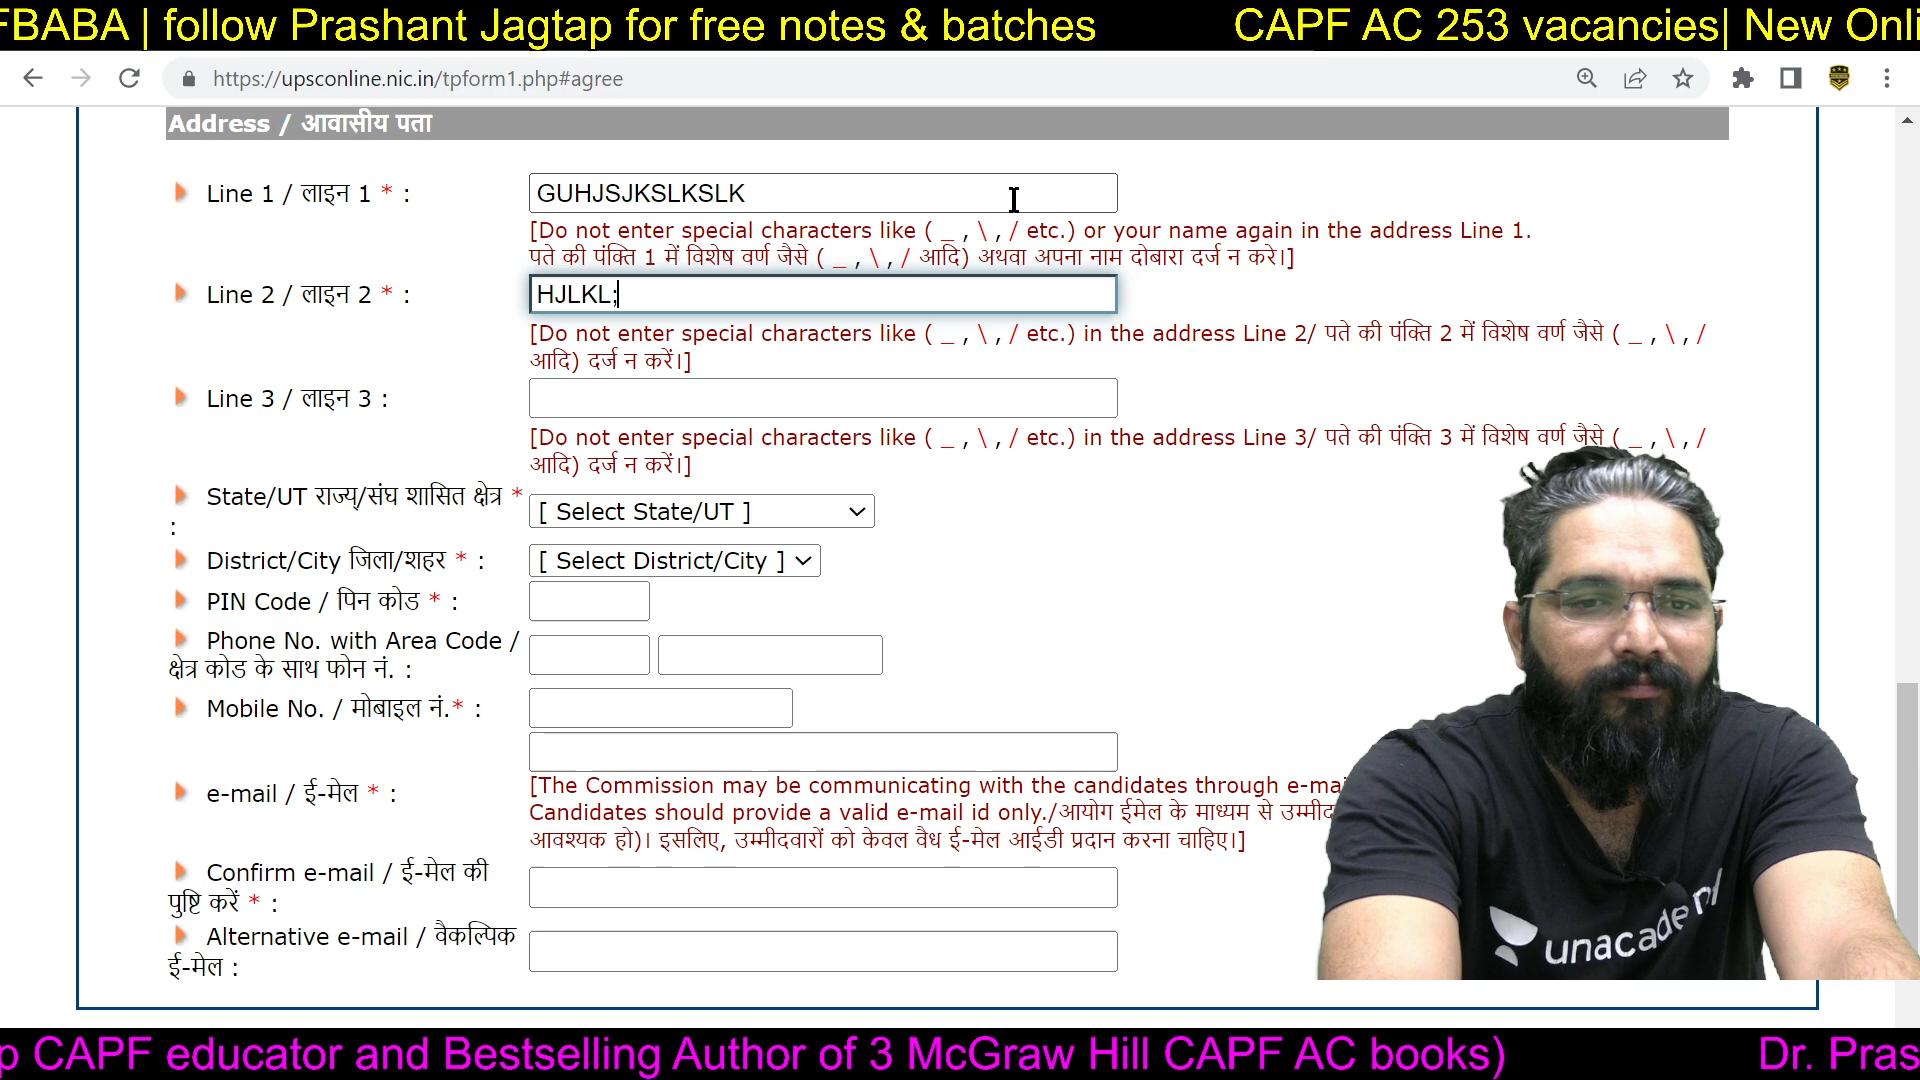 FBABA | follow Prashant Jagtap for free notes & batches CAPF AC 253 vacancies| New Onli
https://upsconline.nic.in/tpform1.php#agree
Address / आवासीय पता
Line 1 / लाइन 1 * : GUHJSJKSLKSLK
[Do not enter special characters like ( _ , \ , / etc.) or your name again in the address Line 1.
पते की पंक्ति 1 में विशेष वर्ण जैसे ( _ , \ , / आदि) अथवा अपना नाम दोबारा दर्ज न करे।]
Line 2 / लाइन 2 * : HJLKL;
[Do not enter special characters like ( _ , \ , / etc.) in the address Line 2/ पते की पंक्ति 2 में विशेष वर्ण जैसे ( _ , \ , /
आदि) दर्ज न करें।]
Line 3 / लाइन 3 :
[Do not enter special characters like ( _ , \ , / etc.) in the address Line 3/ पते की पंक्ति 3 में विशेष वर्ण जैसे ( _ , \ , /
आदि) दर्ज न करें।]
State/UT राज्य्/संघ शासित क्षेत्र * [ Select State/UT ]
:
District/City जिला/शहर * : [ Select District/City ]
PIN Code / पिन कोड * :
Phone No. with Area Code /
क्षेत्र कोड के साथ फोन नं. :
Mobile No. / मोबाइल नं.* :
[The Commission may be communicating with the candidates through e-mai
e-mail / ई-मेल * :
Candidates should provide a valid e-mail id only./आयोग ईमेल के माध्यम से उम्मीद
आवश्यक हो)। इसलिए, उम्मीदवारों को केवल वैध ई-मेल आईडी प्रदान करना चाहिए।]
Confirm e-mail / ई-मेल की
पुष्टि करें * :
Alternative e-mail / वैकल्पिक
ई-मेल :
unacademy
p CAPF educator and Bestselling Author of 3 McGraw Hill CAPF AC books) Dr. Pras